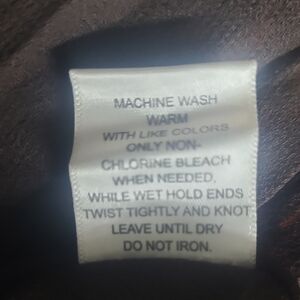 MACHINE WASH
WARM
WITH LIKE COLORS
ONLY NON-
CHLORINE BLEACH
WHEN NEEDED,
WHILE WET HOLD ENDS
TWIST TIGHTLY AND KNOT
LEAVE UNTIL DRY
DO NOT IRON.